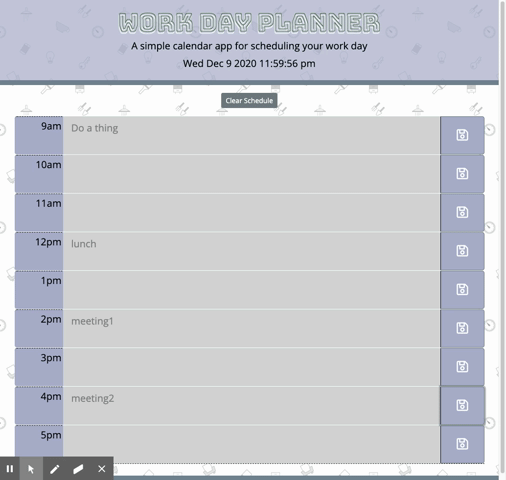 WORK DAY PLANNER
A simple calendar app for scheduling your work day
Wed Dec 9 2020 11:59:56 pm
Clear Schedule
9am Do a thing
10am
11am
12pm lunch
1pm
2pm meeting1
3pm
4pm meeting2
5pm